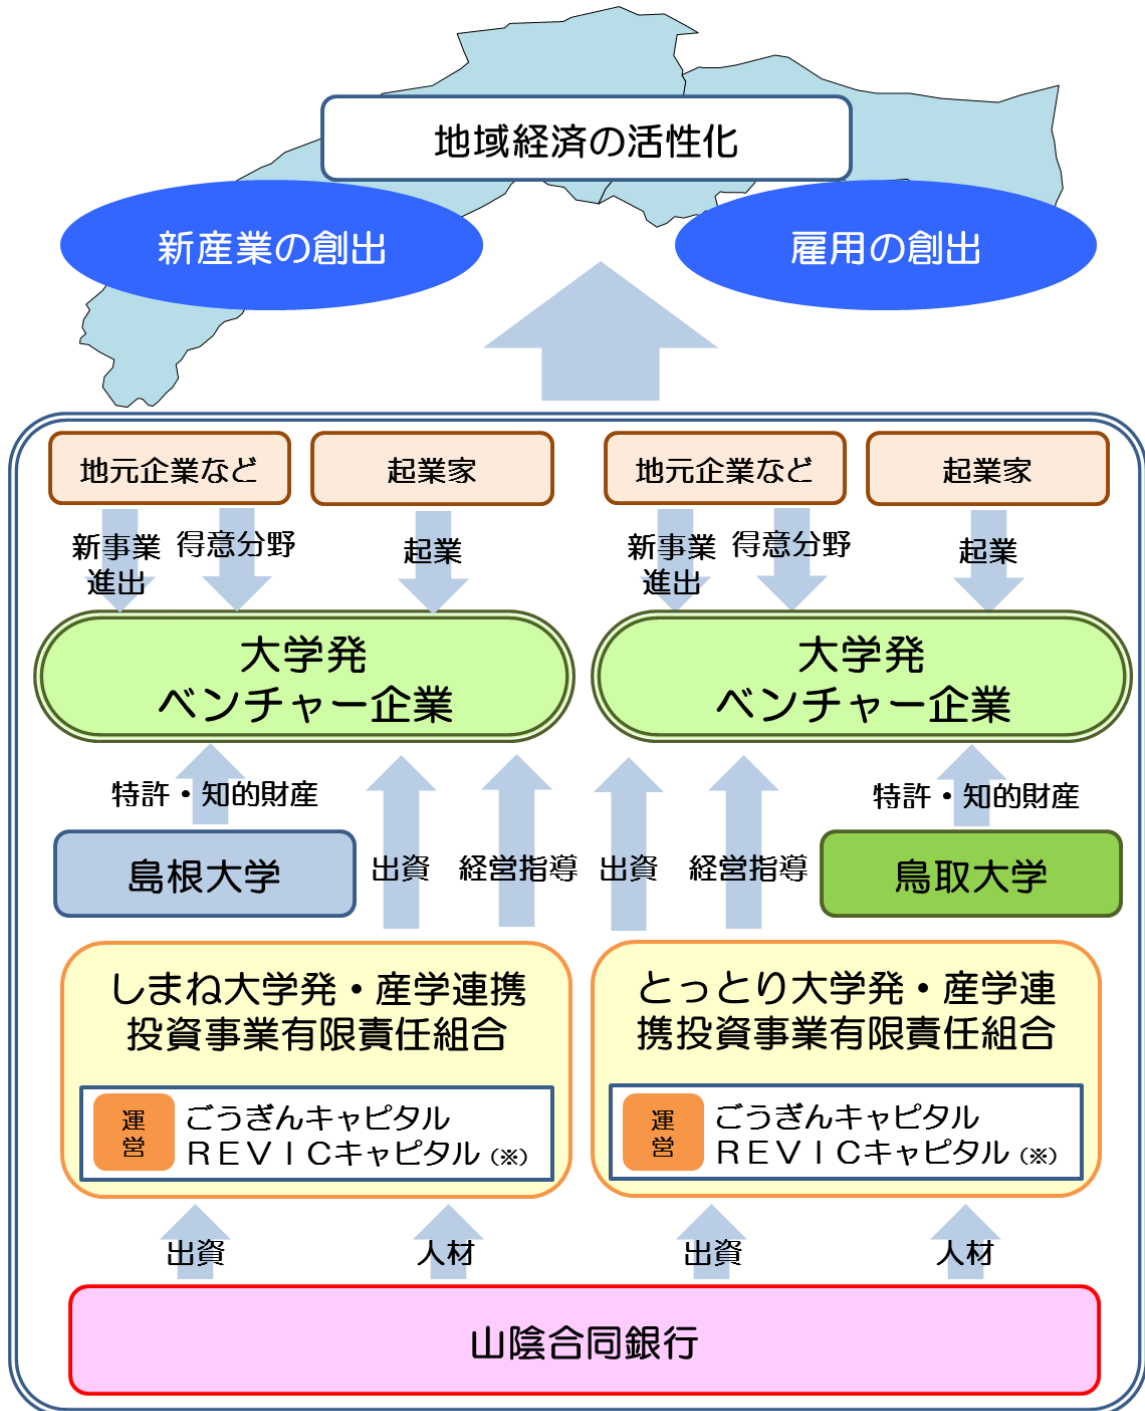 地域経済の活性化
新産業の創出
雇用の創出
地元企業など
起業家
地元企業など
起業家
新事業
進出
得意分野
起業
新事業
進出
得意分野
起業
大学発
ベンチャー企業
大学発
ベンチャー企業
特許・知的財産
特許・知的財産
島根大学
出資
経営指導
出資
経営指導
鳥取大学
しまね大学発・産学連携
投資事業有限責任組合
運
営
ごうぎんキャピタル
REVICキャピタル(※)
とっとり大学発・産学連
携投資事業有限責任組合
運
営
ごうぎんキャピタル
REVICキャピタル(※)
出資
人材
出資
人材
山陰合同銀行